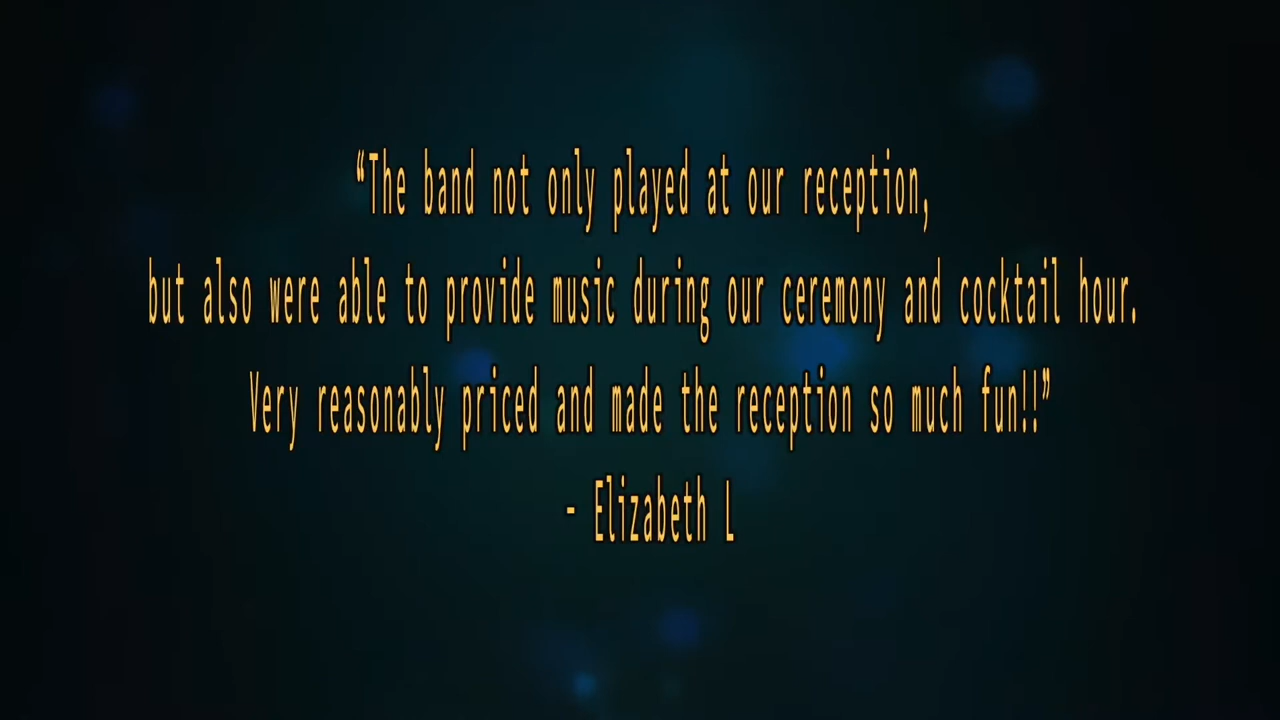 “The band not only played at our reception,
but also were able to provide music during our ceremony and cocktail hour.
Very reasonably priced and made the reception so much fun!!”
- Elizabeth L